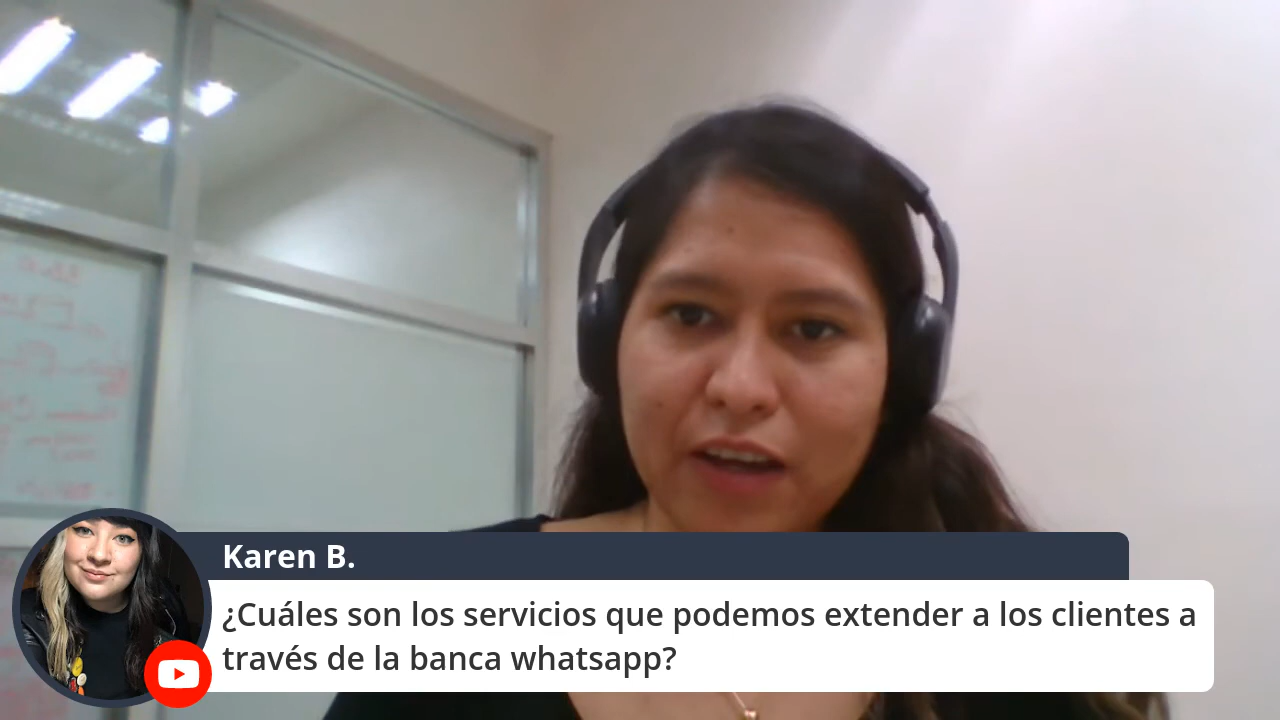 Karen B.
¿Cuáles son los servicios que podemos extender a los clientes a
través de la banca whatsapp?